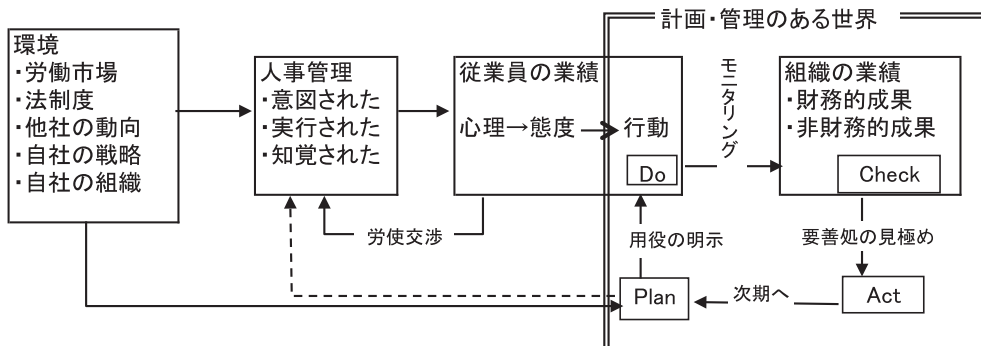 計画・管理のある世界
環境
・労働市場
・法制度
・他社の動向
・自社の戦略
・自社の組織
人事管理
・意図された
・実行された
・知覚された
従業員の業績
心理→態度
行動
Do
モニタリング
組織の業績
・財務的成果
・非財務的成果
Check
労使交渉
用役の明示
要善処の見極め
Plan
次期へ
Act